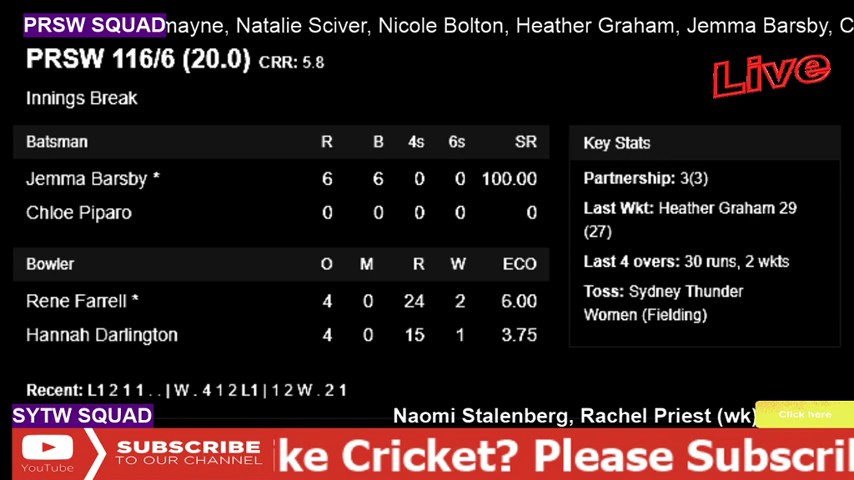 PRSW SQUAD mayne, Natalie Sciver, Nicole Bolton, Heather Graham, Jemma Barsby, C
PRSW 116/6 (20.0) CRR: 5.8
Live
Innings Break
Batsman R B 4s 6s SR
Jemma Barsby * 6 6 0 0 100.00
Chloe Piparo 0 0 0 0 0
Bowler O M R W ECO
Rene Farrell * 4 0 24 2 6.00
Hannah Darlington 4 0 15 1 3.75
Key Stats
Partnership: 3(3)
Last Wkt: Heather Graham 29
(27)
Last 4 overs: 30 runs, 2 wkts
Toss: Sydney Thunder
Women (Fielding)
Recent: L1 2 1 1 . . | W . 4 1 2 L1 | 1 2 W . 2 1
SYTW SQUAD Naomi Stalenberg, Rachel Priest (wk)
Click here
YouTube
SUBSCRIBE
TO OUR CHANNEL
ke Cricket? Please Subscri